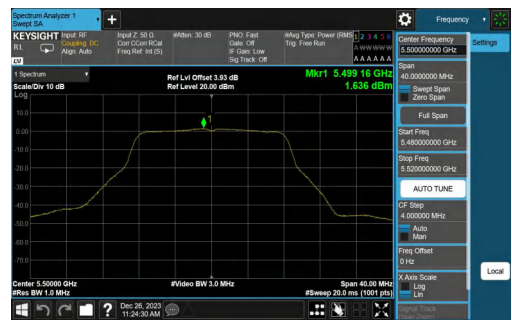 Spectrum Analyzer 1
Swept SA
Frequency
KEYSIGHT
RL
LXI
Input: RF
Coupling: DC
Align: Auto
Input Z: 50 Ω
Corr CCorr RCal
Freq Ref: Int (S)
#Atten: 30 dB
PNO: Fast
Gate: Off
IF Gain: Low
Sig Track: Off
#Avg Type: Power (RMS
Trig: Free Run
1 2 3 4 5 6
A W W W W W
A A A A A A
1 Spectrum
Scale/Div 10 dB
Log
Ref Lvl Offset 3.93 dB
Ref Level 20.00 dBm
Mkr1 5.499 16 GHz
1.636 dBm
1
10.0
0.00
-10.0
-20.0
-30.0
-40.0
-50.0
-60.0
-70.0
Center 5.50000 GHz
#Res BW 1.0 MHz
#Video BW 3.0 MHz
Span 40.00 MHz
#Sweep 20.0 ms (1001 pts)
Center Frequency
5.500000000 GHz
Settings
Span
40.0000000 MHz
Swept Span
Zero Span
Full Span
Start Freq
5.480000000 GHz
Stop Freq
5.520000000 GHz
AUTO TUNE
CF Step
4.000000 MHz
Auto
Man
Freq Offset
0 Hz
X Axis Scale
Log
Lin
Local
Signal Track
?
Dec 26, 2023
11:24:30 AM